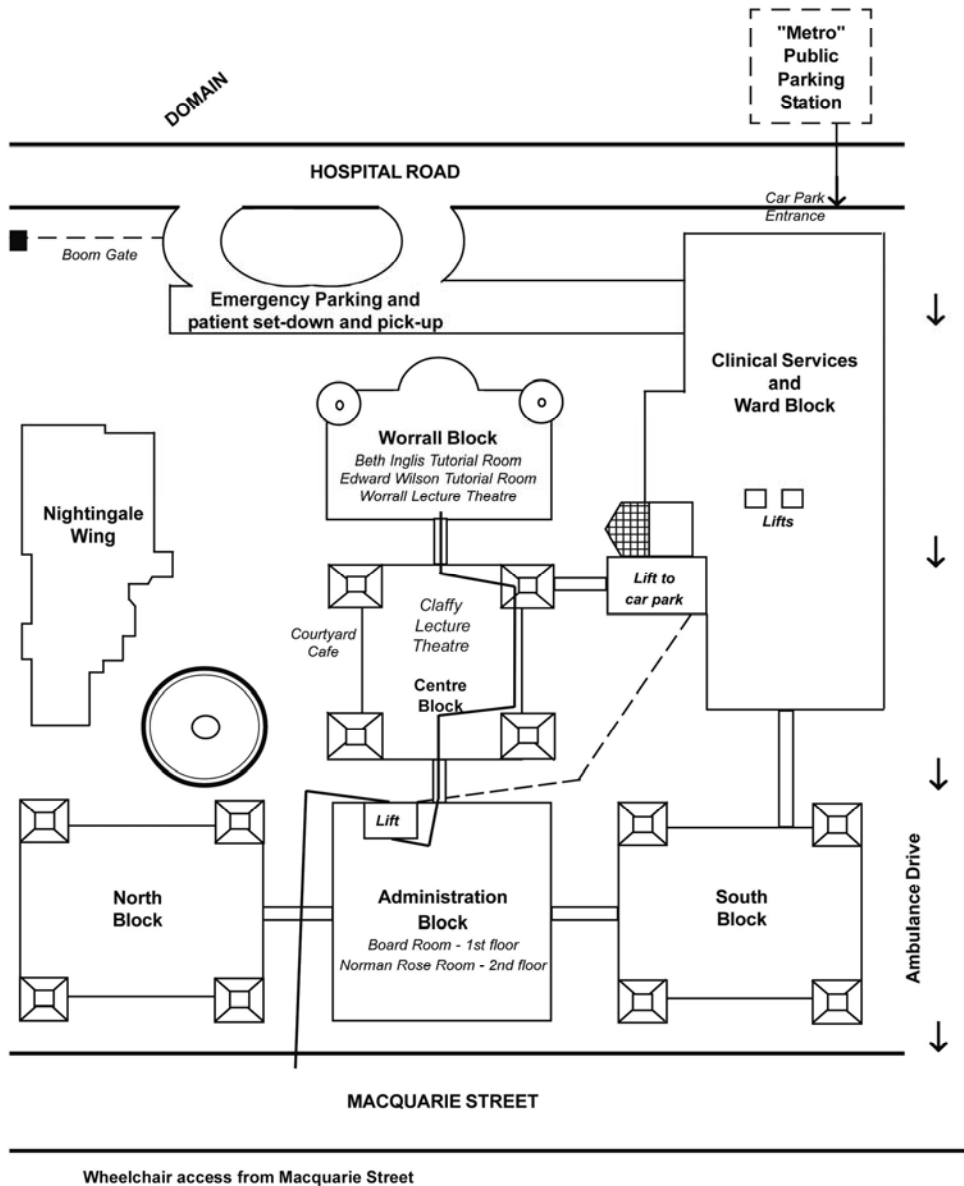 "Metro"
Public
Parking
Station
DOMAIN
HOSPITAL ROAD
Car Park
Entrance
Boom Gate
Emergency Parking and
patient set-down and pick-up
Clinical Services
and
Ward Block
Worrall Block
Beth Inglis Tutorial Room
Edward Wilson Tutorial Room
Worrall Lecture Theatre
Lifts
Nightingale
Wing
Lift to
car park
Claffy
Lecture
Theatre
Courtyard
Cafe
Centre
Block
Lift
North
Block
Administration
Block
Board Room - 1st floor
Norman Rose Room - 2nd floor
South
Block
Ambulance Drive
MACQUARIE STREET
Wheelchair access from Macquarie Street